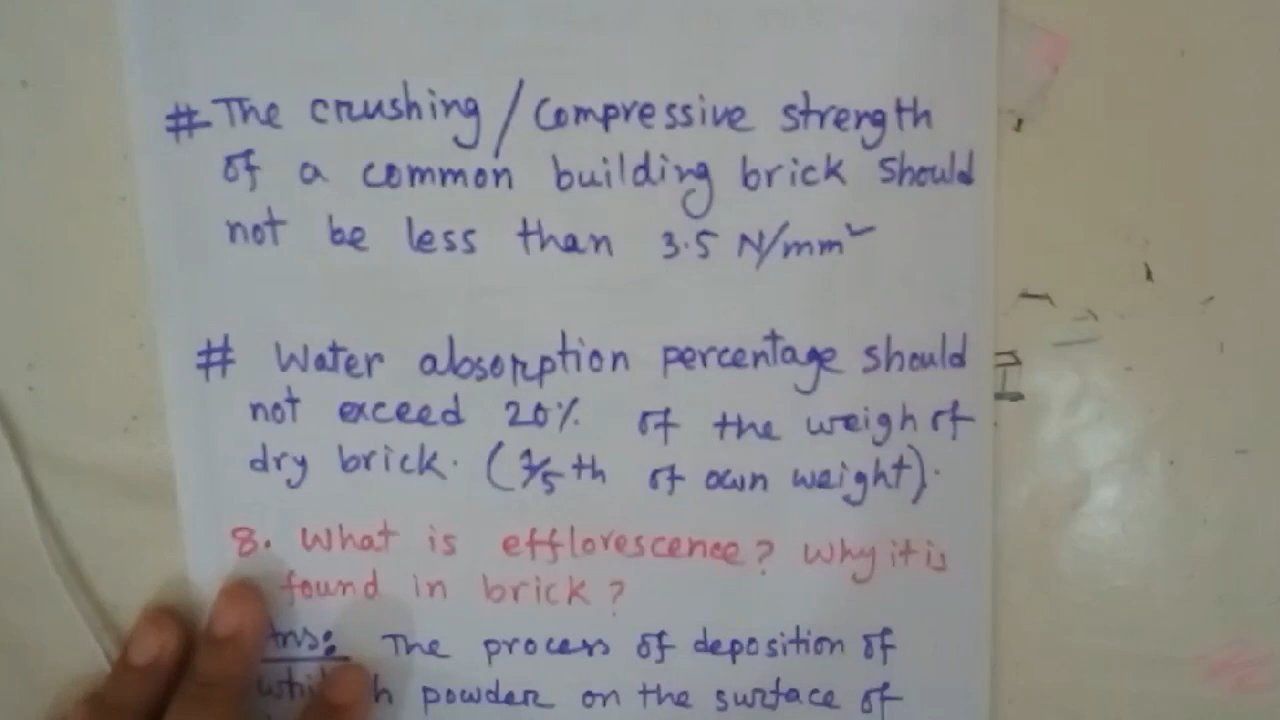 # The crushing / compressive strength
of a common building brick should
not be less than 3.5 N/mm²
# Water absorption percentage should
not exceed 20% of the weigh of
dry brick. (1/5th of own weight).
8. What is efflorescence? Why it is
found in brick?
Ans: The process of deposition of
powder on the surface of